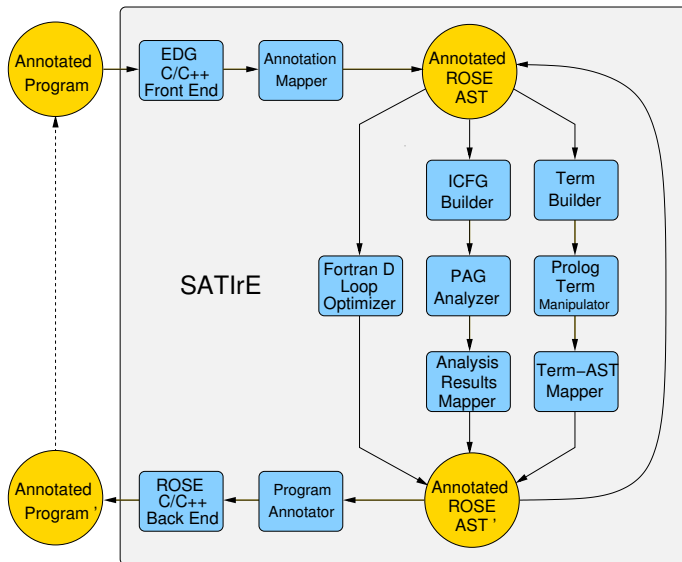 Annotated
Program
EDG
C/C++
Front End
Annotation
Mapper
Annotated
ROSE
AST
ICFG
Builder
Term
Builder
SATIrE
Fortran D
Loop
Optimizer
PAG
Analyzer
Prolog
Term
Manipulator
Analysis
Results
Mapper
Term–AST
Mapper
Annotated
Program '
ROSE
C/C++
Back End
Program
Annotator
Annotated
ROSE
AST '